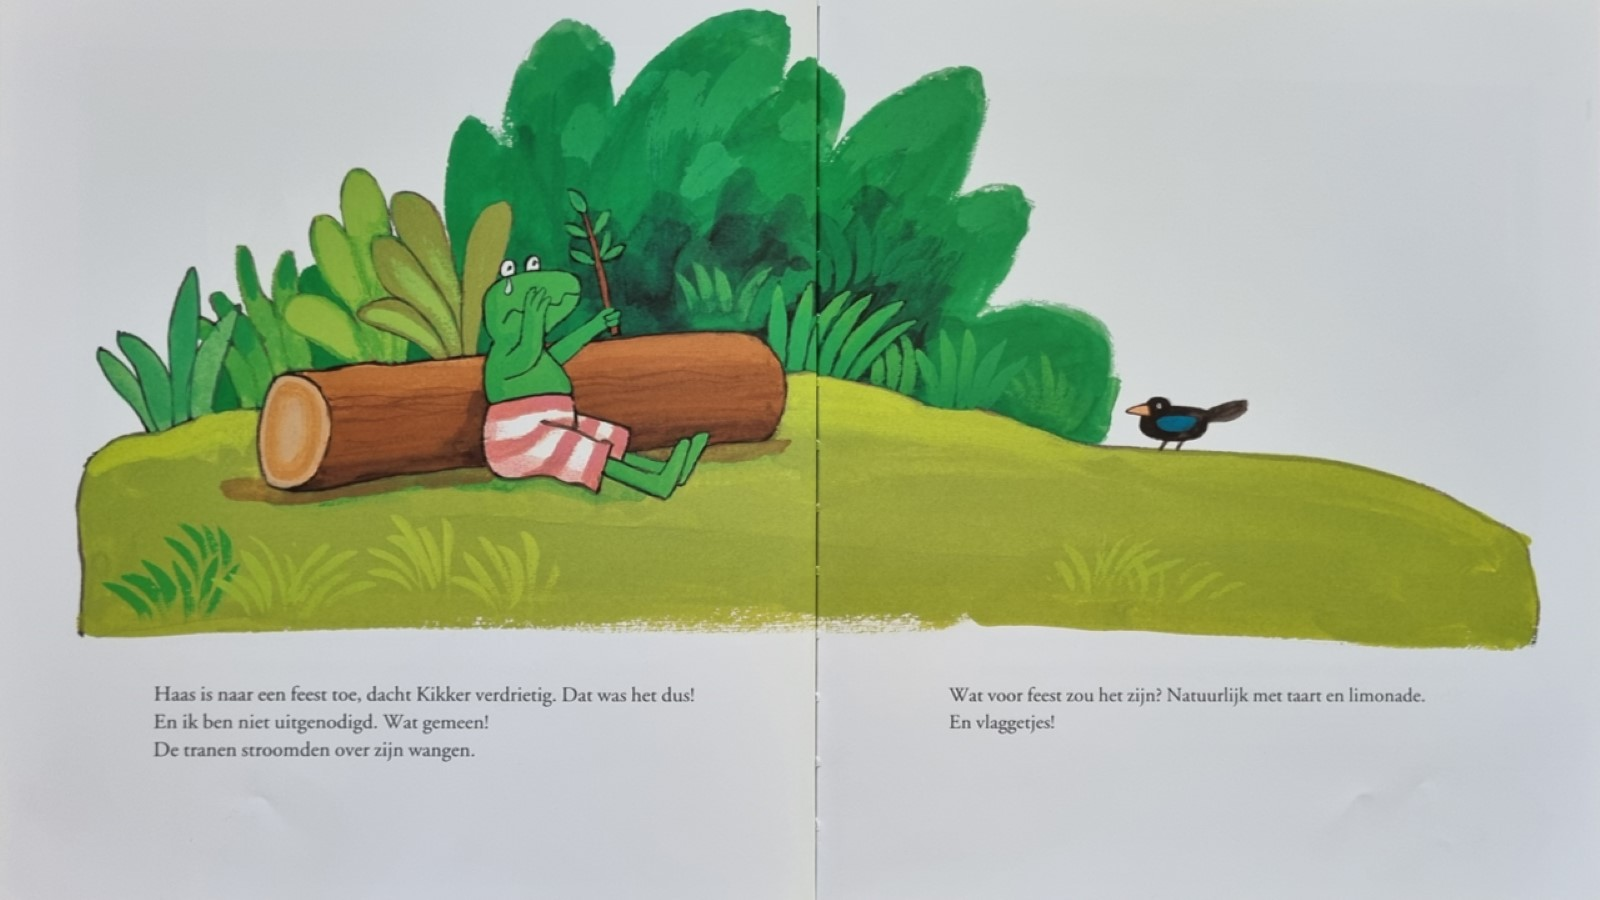 Haas is naar een feest toe, dacht Kikker verdrietig. Dat was het dus!
En ik ben niet uitgenodigd. Wat gemeen!
De tranen stroomden over zijn wangen.
Wat voor feest zou het zijn? Natuurlijk met taart en limonade.
En vlaggetjes!